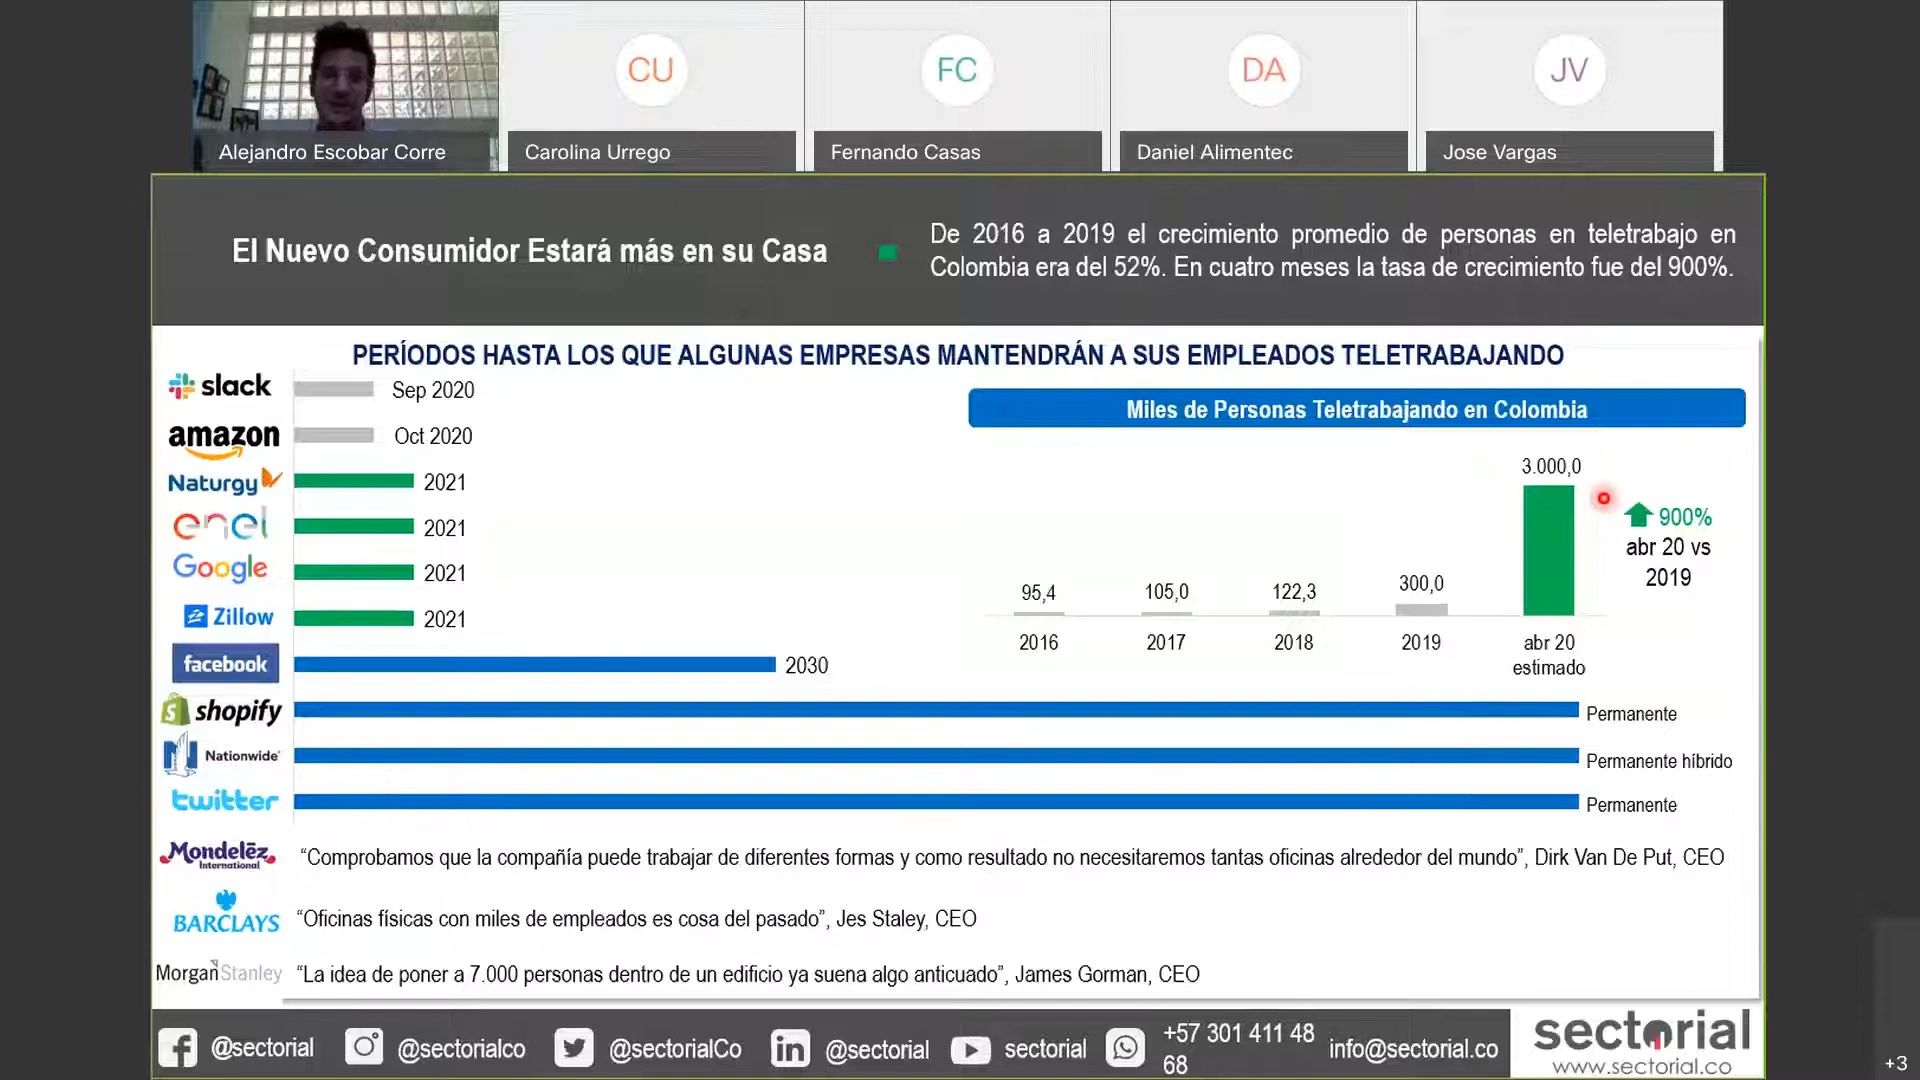 CU
FC
DA
JV
Alejandro Escobar Corre
Carolina Urrego
Fernando Casas
Daniel Alimentec
Jose Vargas
El Nuevo Consumidor Estará más en su Casa
De 2016 a 2019 el crecimiento promedio de personas en teletrabajo en
Colombia era del 52%. En cuatro meses la tasa de crecimiento fue del 900%.
PERÍODOS HASTA LOS QUE ALGUNAS EMPRESAS MANTENDRÁN A SUS EMPLEADOS TELETRABAJANDO
slack
Sep 2020
amazon
Oct 2020
Naturgy
2021
enel
2021
Google
2021
Zillow
2021
facebook
2030
shopify
Permanente
Nationwide
Permanente híbrido
twitter
Permanente
Miles de Personas Teletrabajando en Colombia
95,4
105,0
122,3
300,0
3.000,0
2016
2017
2018
2019
abr 20
estimado
900%
abr 20 vs
2019
Mondelēz
International
“Comprobamos que la compañía puede trabajar de diferentes formas y como resultado no necesitaremos tantas oficinas alrededor del mundo”, Dirk Van De Put, CEO
BARCLAYS
“Oficinas físicas con miles de empleados es cosa del pasado”, Jes Staley, CEO
Morgan Stanley
“La idea de poner a 7.000 personas dentro de un edificio ya suena algo anticuado”, James Gorman, CEO
@sectorial
@sectorialco
@sectorialCo
@sectorial
sectorial
+57 301 411 48
68
info@sectorial.co
sectorial
www.sectorial.co
+3